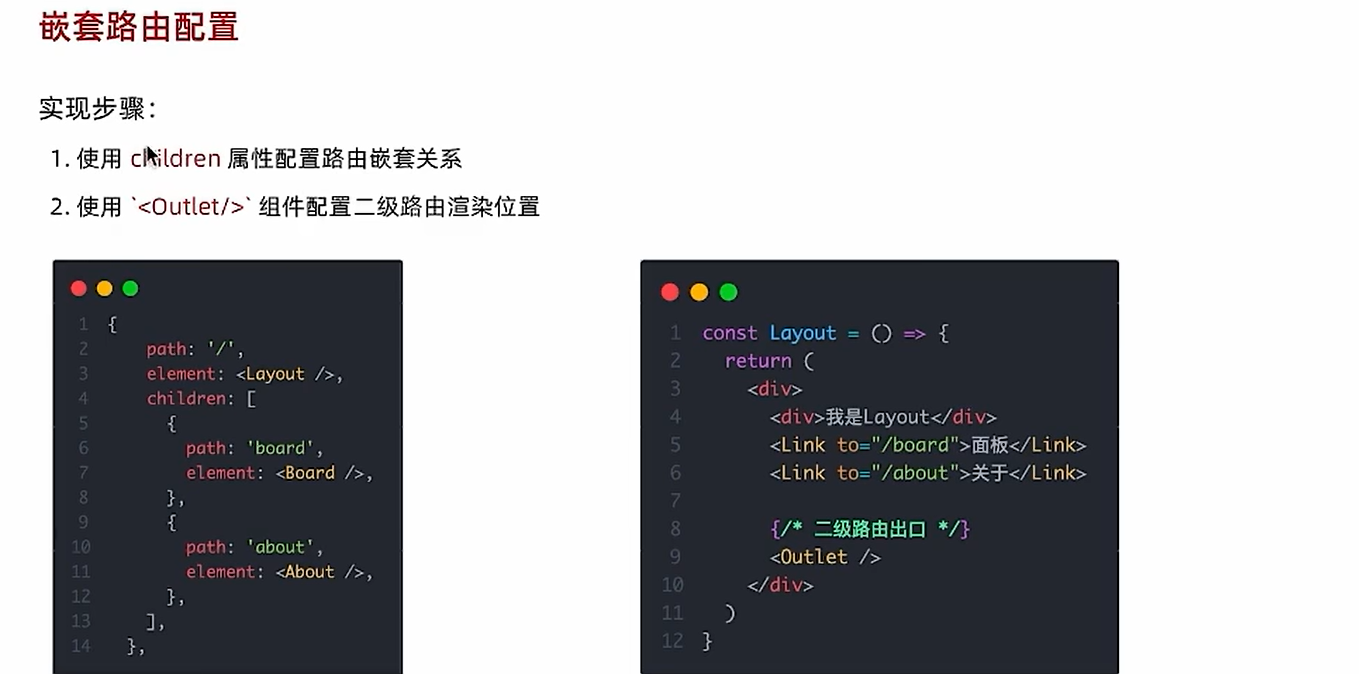 嵌套路由配置
实现步骤：
1. 使用 children 属性配置路由嵌套关系
2. 使用 `<Outlet/>` 组件配置二级路由渲染位置
1 {
2 path: '/',
3 element: <Layout />,
4 children: [
5 {
6 path: 'board',
7 element: <Board />,
8 },
9 {
10 path: 'about',
11 element: <About />,
12 },
13 ],
14 },
1 const Layout = () => {
2 return (
3 <div>
4 <div>我是Layout</div>
5 <Link to="/board">面板</Link>
6 <Link to="/about">关于</Link>
7
8 {/* 二级路由出口 */}
9 <Outlet />
10 </div>
11 )
12 }